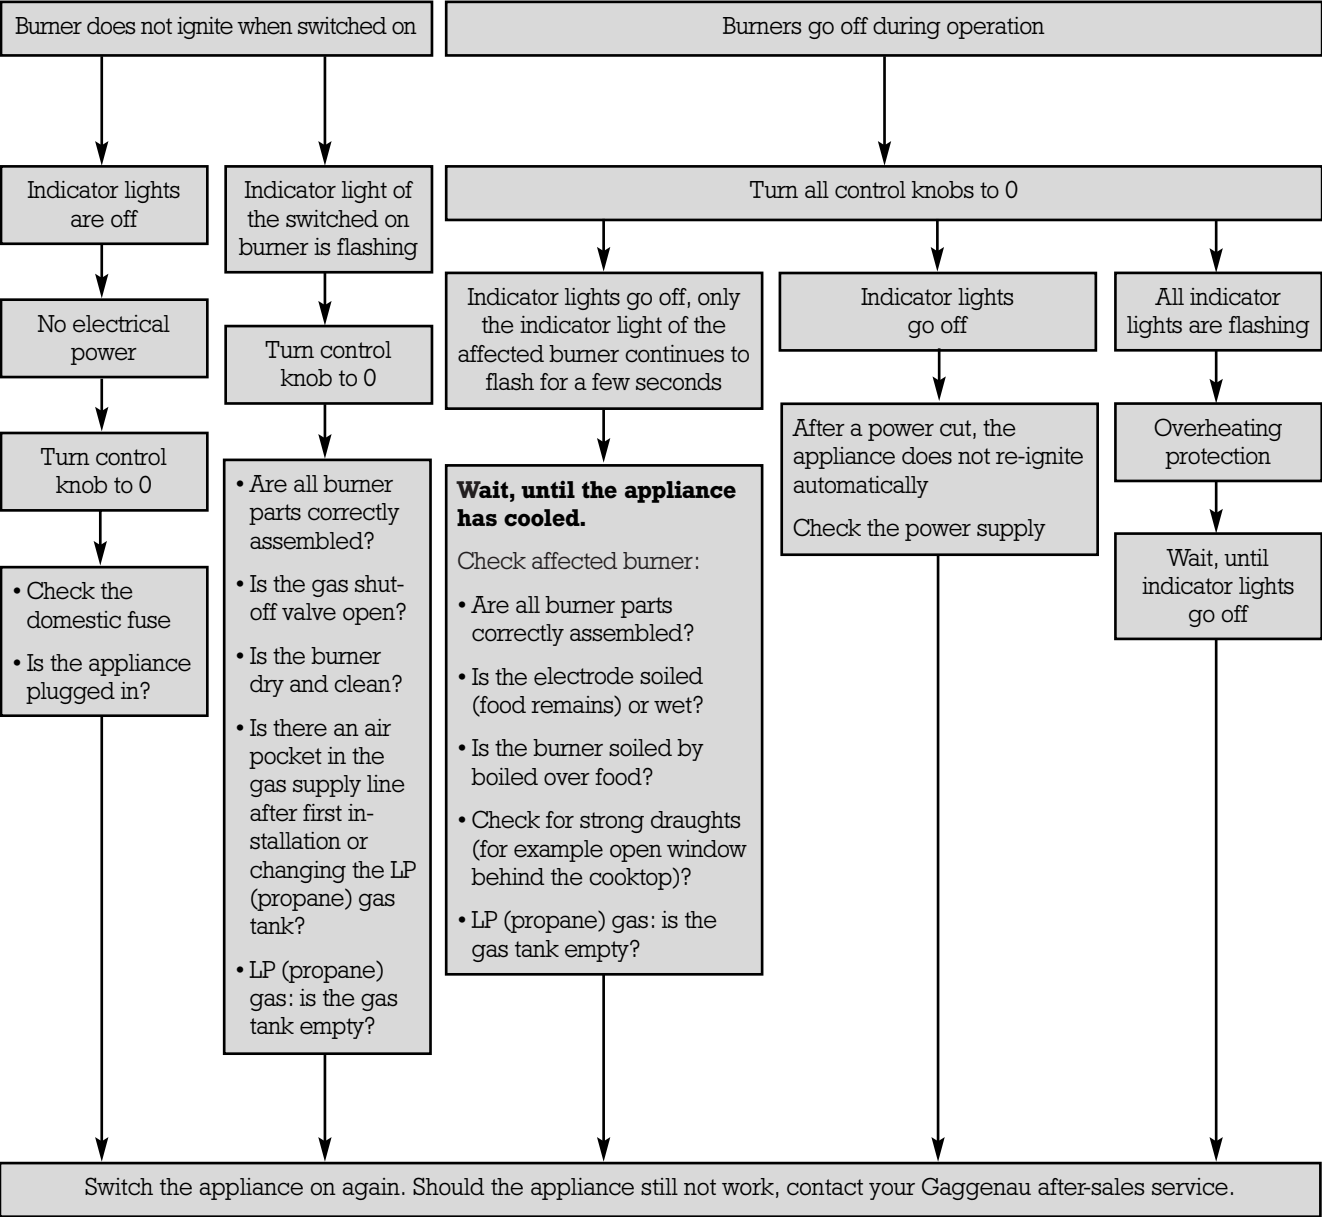 Burner does not ignite when switched on
Burners go off during operation
Indicator lights
are off
No electrical
power
Turn control
knob to 0
• Check the
domestic fuse
• Is the appliance
plugged in?
Indicator light of
the switched on
burner is flashing
Turn control
knob to 0
• Are all burner
parts correctly
assembled?
• Is the gas shut-
off valve open?
• Is the burner
dry and clean?
• Is there an air
pocket in the
gas supply line
after first in-
stallation or
changing the LP
(propane) gas
tank?
• LP (propane)
gas: is the gas
tank empty?
Turn all control knobs to 0
Indicator lights go off, only
the indicator light of the
affected burner continues to
flash for a few seconds
Wait, until the appliance
has cooled.
Check affected burner:
• Are all burner parts
correctly assembled?
• Is the electrode soiled
(food remains) or wet?
• Is the burner soiled by
boiled over food?
• Check for strong draughts
(for example open window
behind the cooktop)?
• LP (propane) gas: is the
gas tank empty?
Indicator lights
go off
After a power cut, the
appliance does not re-ignite
automatically
Check the power supply
All indicator
lights are flashing
Overheating
protection
Wait, until
indicator lights
go off
Switch the appliance on again. Should the appliance still not work, contact your Gaggenau after-sales service.